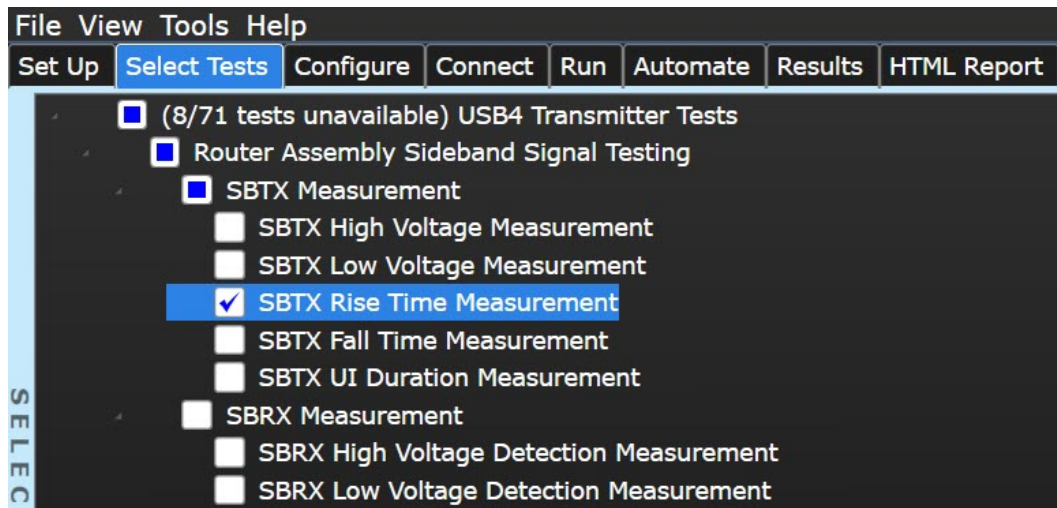 File View Tools Help
Set Up Select Tests Configure Connect Run Automate Results HTML Report
(8/71 tests unavailable) USB4 Transmitter Tests
Router Assembly Sideband Signal Testing
SBTX Measurement
SBTX High Voltage Measurement
SBTX Low Voltage Measurement
SBTX Rise Time Measurement
SBTX Fall Time Measurement
SBTX UI Duration Measurement
SBRX Measurement
SBRX High Voltage Detection Measurement
SBRX Low Voltage Detection Measurement
SELEC